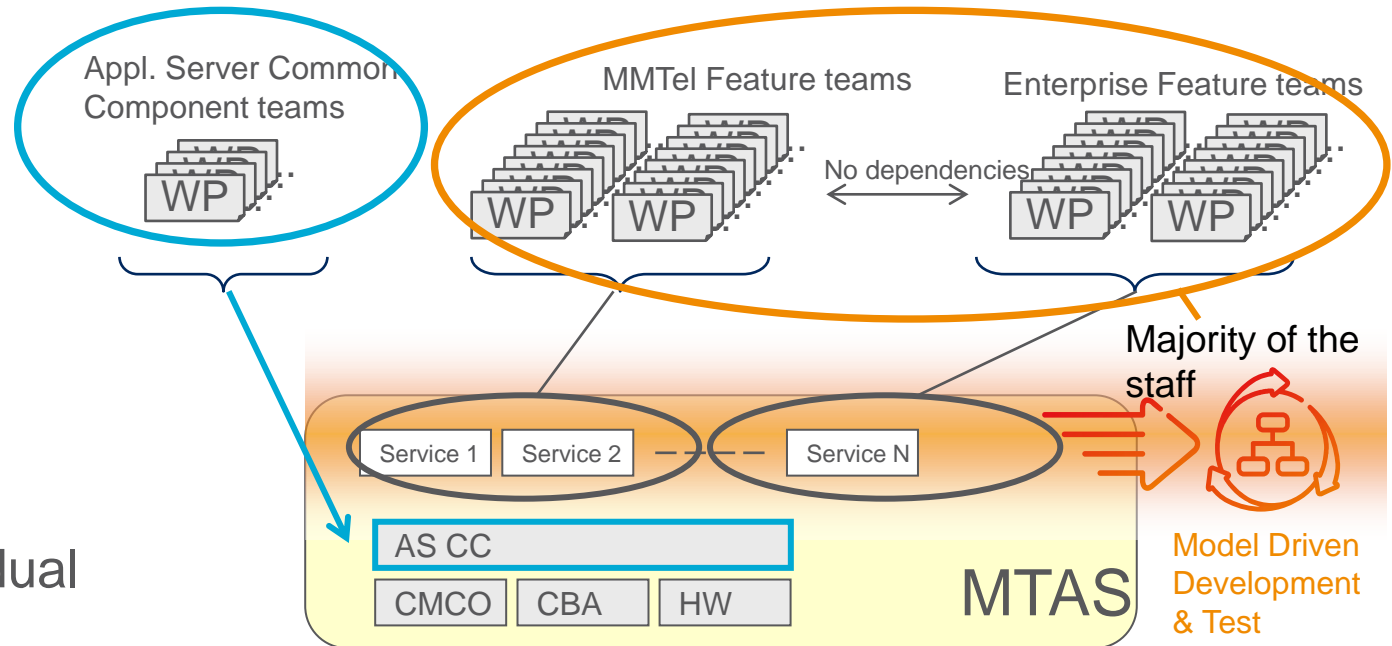 Appl. Server Common
Component teams
MMTel Feature teams
Enterprise Feature teams
WP
WP
WP
No dependencies
WP
WP
Majority of the
staff
Service 1
Service 2
Service N
AS CC
CMCO
CBA
HW
MTAS
Model Driven
Development
& Test
dual